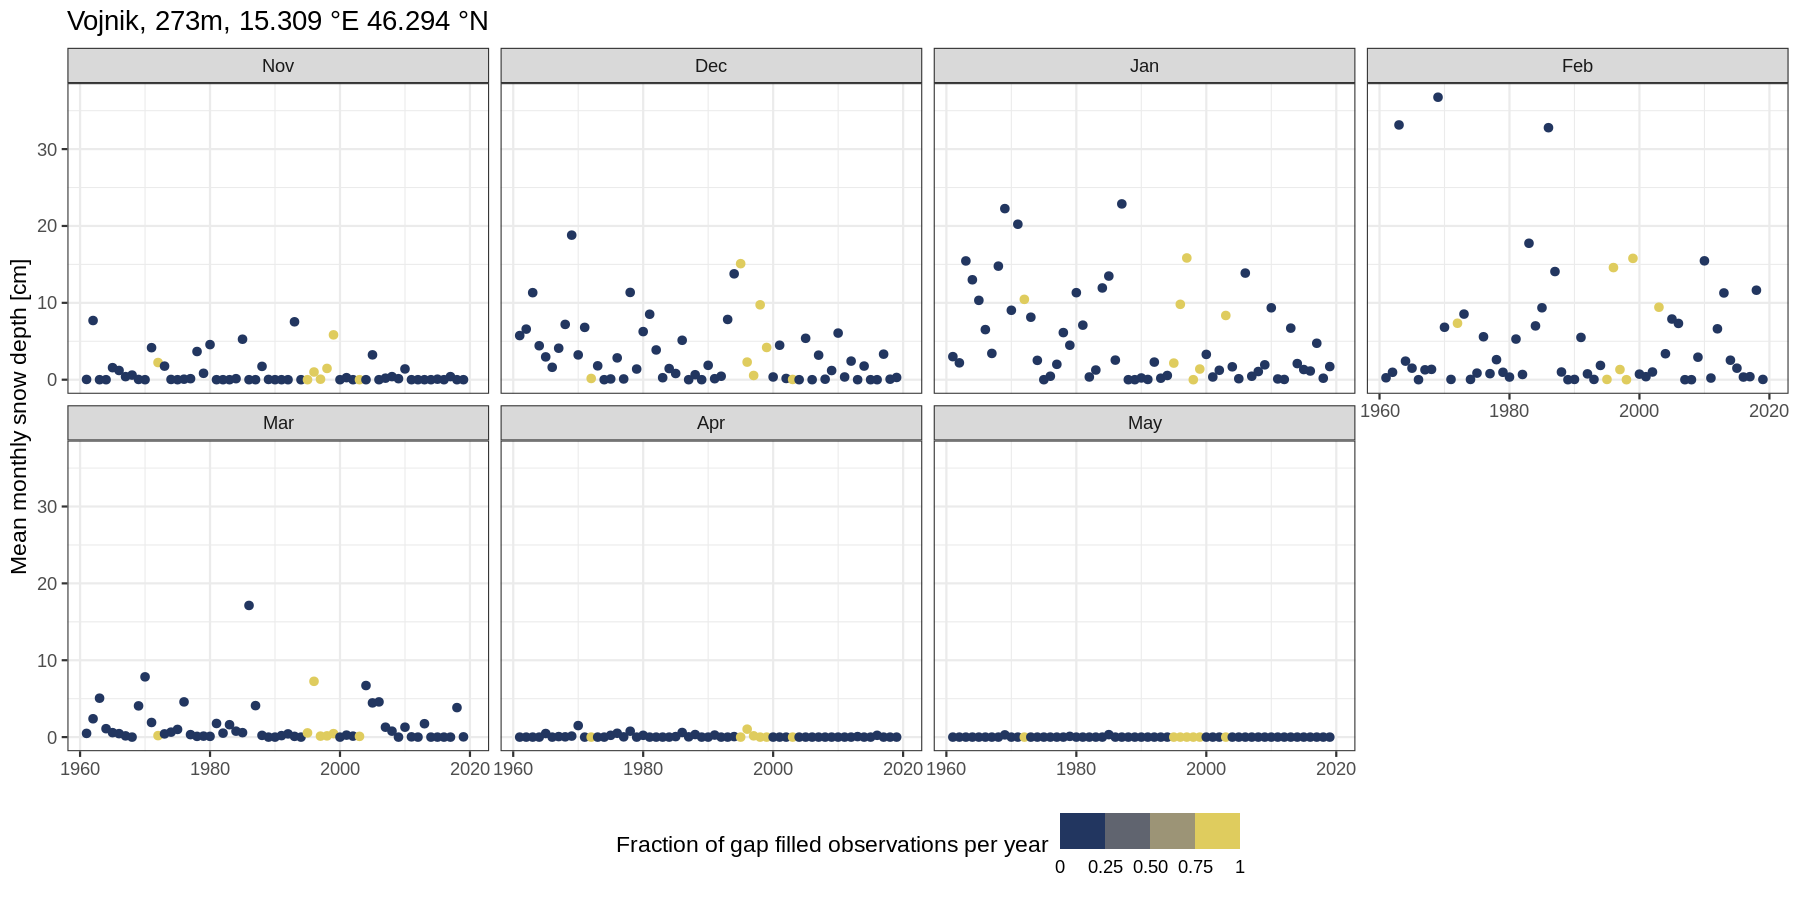 Vojnik, 273m, 15.309 °E 46.294 °N
Nov Dec Jan Feb
30
20
10
0
1960 1980 2000 2020
Mean monthly snow depth [cm]
Mar Apr May
30
20
10
0
1960 1980 2000 2020 1960 1980 2000 2020 1960 1980 2000 2020
Fraction of gap filled observations per year
0 0.25 0.50 0.75 1